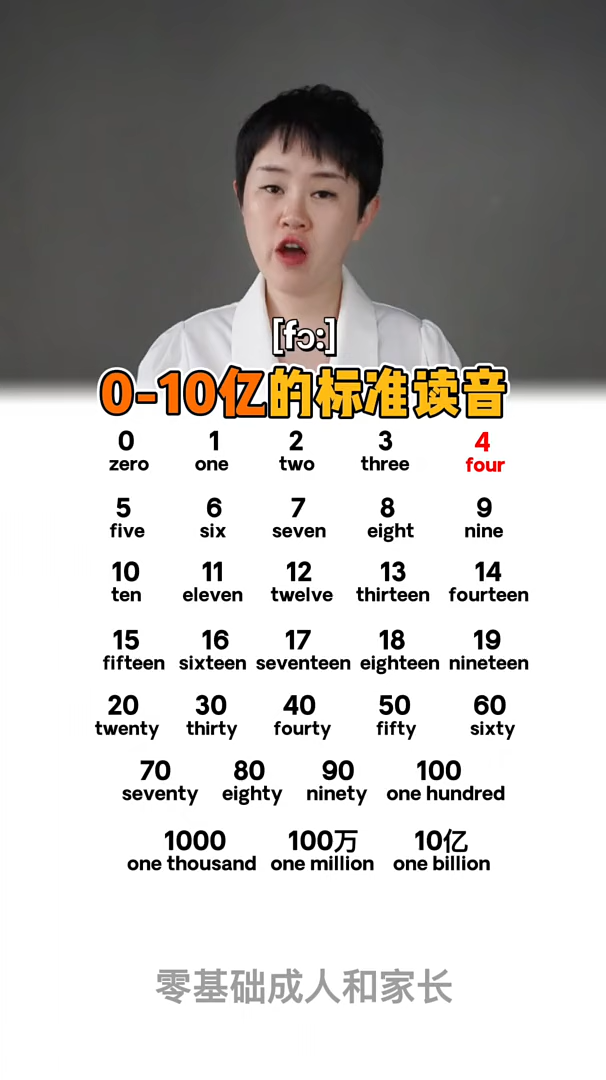 [fɔː]
0-10亿的标准读音
0 1 2 3 4
zero one two three four
5 6 7 8 9
five six seven eight nine
10 11 12 13 14
ten eleven twelve thirteen fourteen
15 16 17 18 19
fifteen sixteen seventeen eighteen nineteen
20 30 40 50 60
twenty thirty fourty fifty sixty
70 80 90 100
seventy eighty ninety one hundred
1000 100万 10亿
one thousand one million one billion
零基础成人和家长